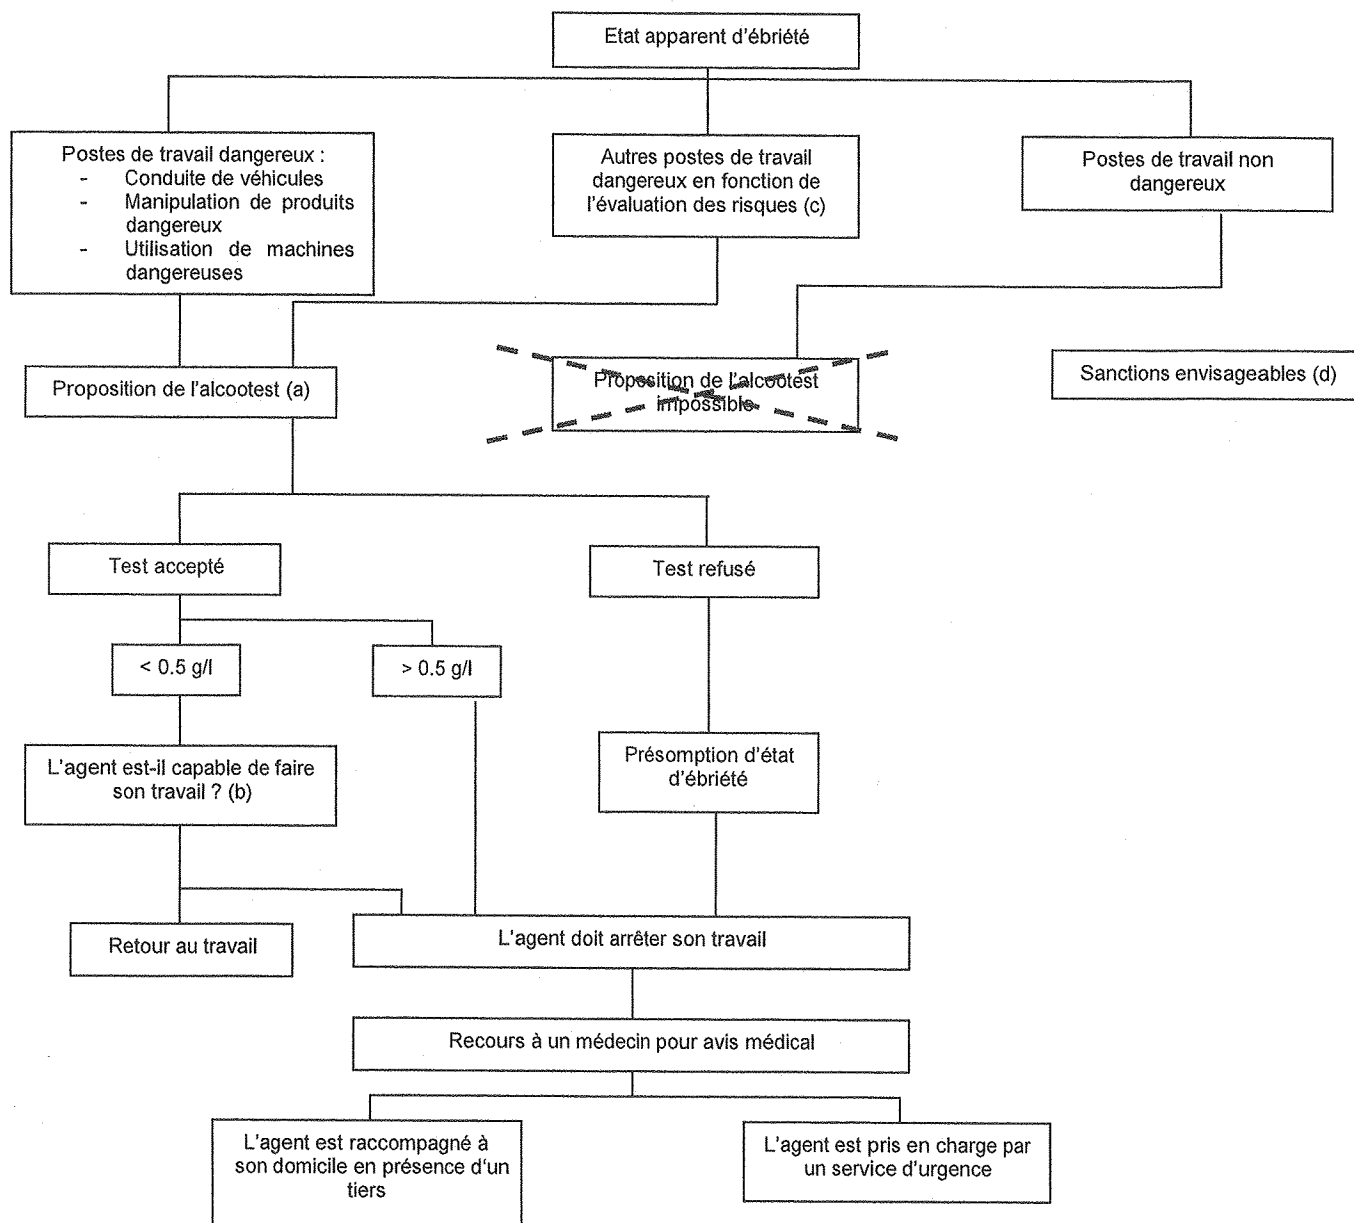 Etat apparent d'ébriété
Postes de travail dangereux :
- Conduite de véhicules
- Manipulation de produits
dangereux
- Utilisation de machines
dangereuses
Autres postes de travail
dangereux en fonction de
l'évaluation des risques (c)
Postes de travail non
dangereux
Proposition de l'alcootest (a)
Proposition de l'alcootest
impossible
Sanctions envisageables (d)
Test accepté
Test refusé
< 0.5 g/l
> 0.5 g/l
L'agent est-il capable de faire
son travail ? (b)
Présomption d'état
d'ébriété
Retour au travail
L'agent doit arrêter son travail
Recours à un médecin pour avis médical
L'agent est raccompagné à
son domicile en présence d'un
tiers
L'agent est pris en charge par
un service d'urgence